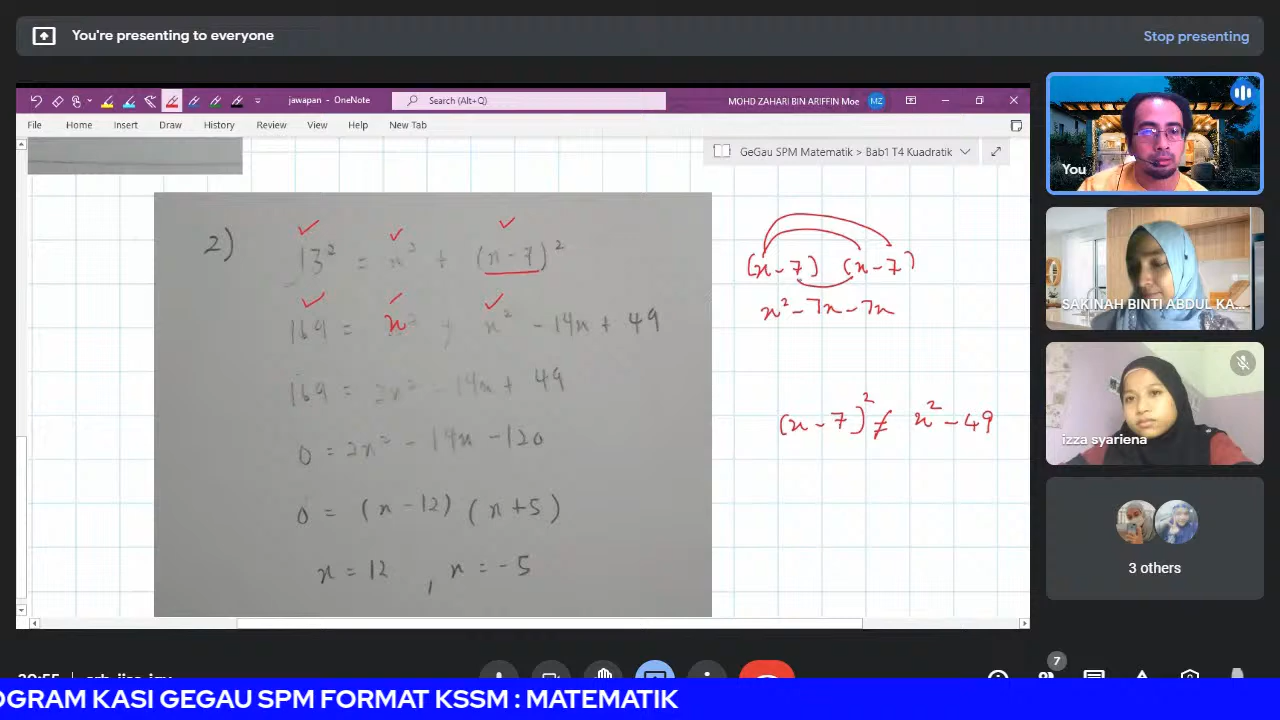 You're presenting to everyone
Stop presenting
jawapan - OneNote
Search (Alt+Q)
MOHD ZAHARI BIN ARIFFIN Moe
MZ
File Home Insert Draw History Review View Help New Tab
GeGau SPM Matematik > Bab1 T4 Kuadratik
2) 13² = x² + (x - 7)²
169 = x² + x² - 14x + 49
169 = 2x² - 14x + 49
0 = 2x² - 14x - 120
0 = (x - 12) (x + 5)
x = 12 , x = -5
(x - 7) (x - 7)
x² - 7x - 7x
(x - 7)² ≠ x² - 49
You
SAKINAH BINTI ABDUL KA...
izza syariena
3 others
7
OGRAM KASI GEGAU SPM FORMAT KSSM : MATEMATIK